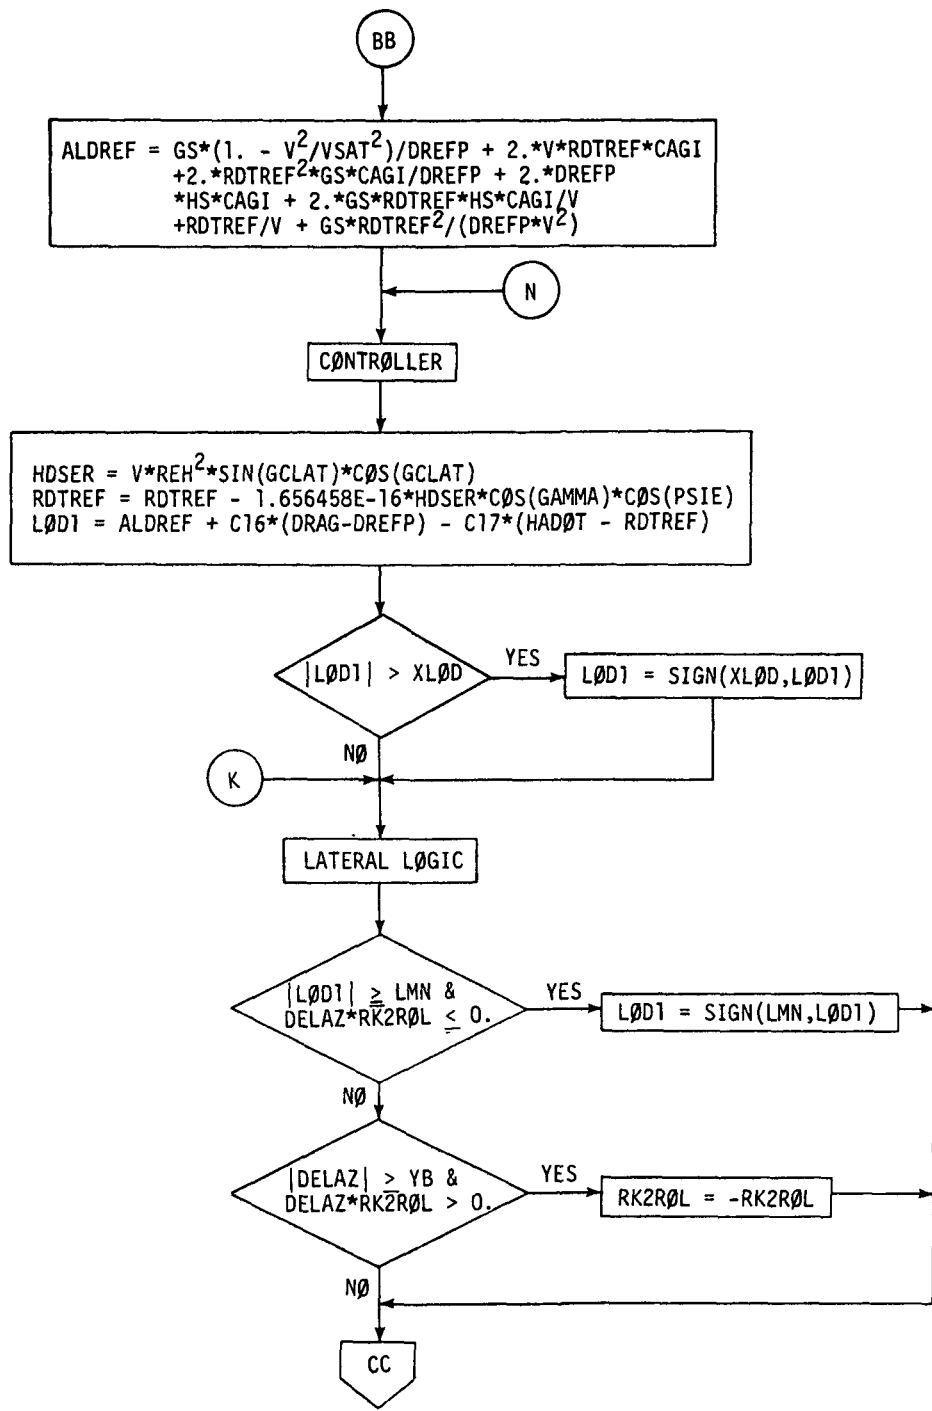 BB
ALDREF = GS*(1. - V²/VSAT²)/DREFP + 2.*V*RDTREF*CAGI
+2.*RDTREF²*GS*CAGI/DREFP + 2.*DREFP
*HS*CAGI + 2.*GS*RDTREF*HS*CAGI/V
+RDTREF/V + GS*RDTREF²/(DREFP*V²)
N
CØNTRØLLER
HDSER = V*REH²*SIN(GCLAT)*CØS(GCLAT)
RDTREF = RDTREF - 1.656458E-16*HDSER*CØS(GAMMA)*CØS(PSIE)
LØD1 = ALDREF + C16*(DRAG-DREFP) - C17*(HADØT - RDTREF)
|LØD1| > XLØD
YES
LØD1 = SIGN(XLØD,LØD1)
NØ
K
LATERAL LØGIC
|LØD1| ≥ LMN &
DELAZ*RK2RØL ≤ 0.
YES
LØD1 = SIGN(LMN,LØD1)
NØ
|DELAZ| ≥ YB &
DELAZ*RK2RØL > 0.
YES
RK2RØL = -RK2RØL
NØ
CC